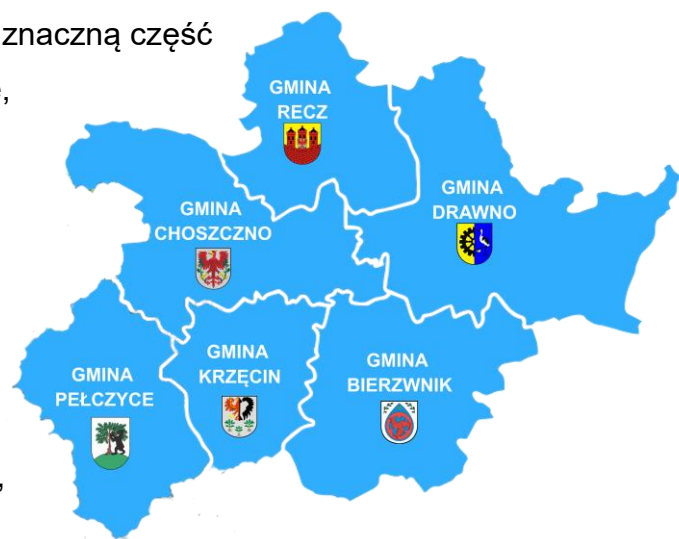 znaczną część
,
GMINA
RECZ
GMINA
DRAWNO
GMINA
CHOSZCZNO
GMINA
PEŁCZYCE
GMINA
KRZĘCIN
GMINA
BIERZWNIK
,